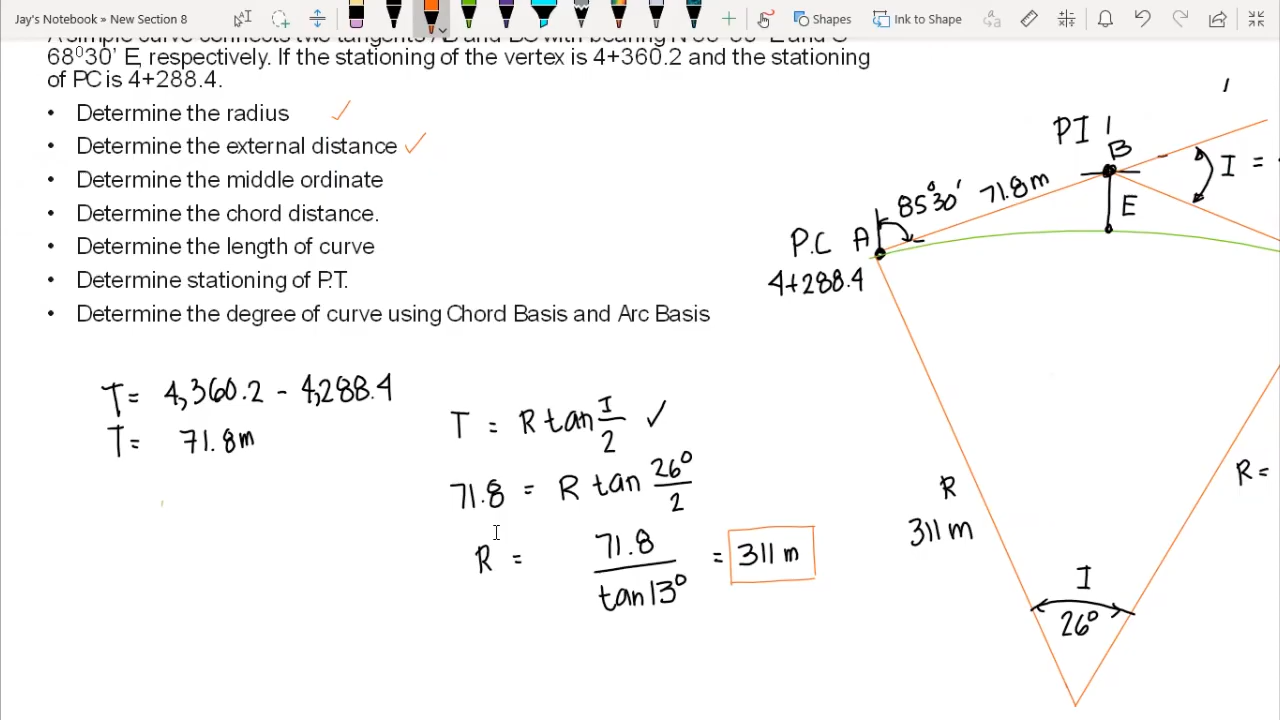 Jay's Notebook » New Section 8
Shapes
Ink to Shape
68°30' E, respectively. If the stationing of the vertex is 4+360.2 and the stationing
of PC is 4+288.4.
• Determine the radius ✓
• Determine the external distance ✓
• Determine the middle ordinate
• Determine the chord distance.
• Determine the length of curve
• Determine stationing of P.T.
• Determine the degree of curve using Chord Basis and Arc Basis
T = 4,360.2 - 4,288.4
T = 71.8m
T = R tan I/2 ✓
71.8 = R tan 26°/2
R = 71.8/tan13° = 311 m
PI
B
I =
85°30'
71.8m
E
P.C A
4+288.4
R
311 m
R =
I
26°